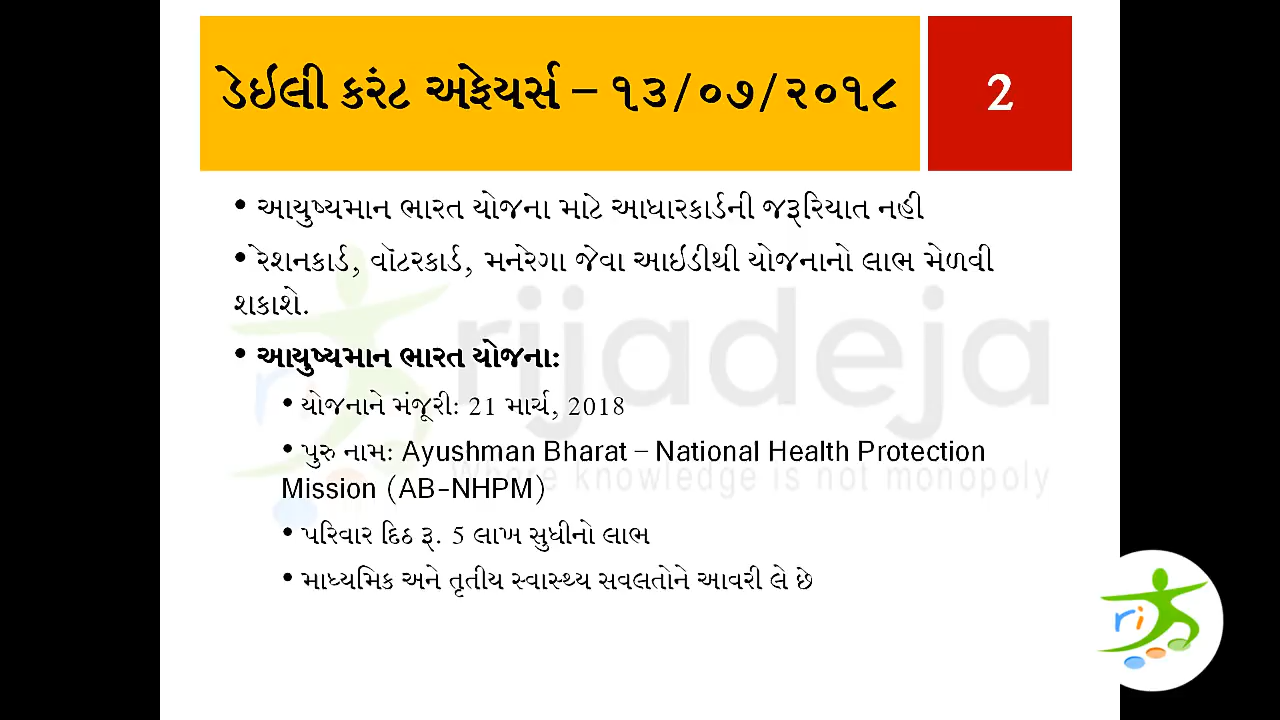 ડેઈલી કરંટ અફેયર્સ – ૧૩/૦૭/૨૦૧૮
2
• આયુષ્યમાન ભારત યોજના માટે આધારકાર્ડની જરૂરિયાત નહી
• રેશનકાર્ડ, વૉટરકાર્ડ, મનરેગા જેવા આઇડીથી યોજનાનો લાભ મેળવી
શકાશે.
• આયુષ્યમાન ભારત યોજનાઃ
• યોજનાને મંજૂરીઃ 21 માર્ચ, 2018
• પુરુ નામઃ Ayushman Bharat – National Health Protection
Mission (AB-NHPM)
• પરિવાર દિઠ રૂ. 5 લાખ સુધીનો લાભ
• માધ્યમિક અને તૃતીય સ્વાસ્થ્ય સવલતોને આવરી લે છે
rijadeja
Where knowledge is not monopoly
ri